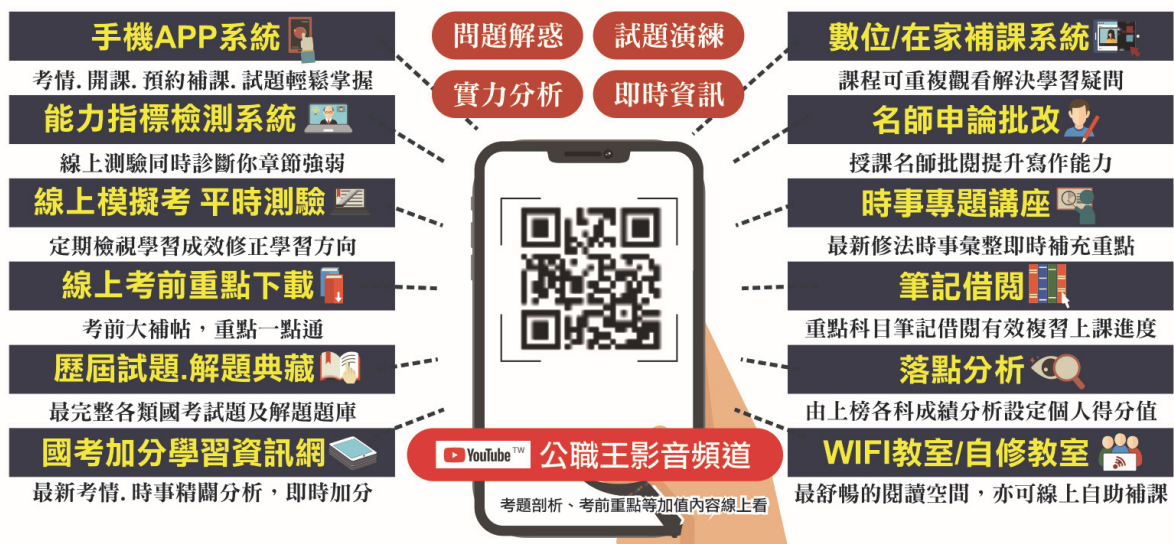 手機APP系統
考情.開課.預約補課.試題輕鬆掌握
能力指標檢測系統
線上測驗同時診斷你章節強弱
線上模擬考 平時測驗
定期檢視學習成效修正學習方向
線上考前重點下載
考前大補帖，重點一點通
歷屆試題.解題典藏
最完整各類國考試題及解題題庫
國考加分學習資訊網
最新考情.時事精闢分析，即時加分
問題解惑 試題演練
實力分析 即時資訊
YouTube TW 公職王影音頻道
考題剖析、考前重點等加值內容線上看
數位/在家補課系統
課程可重複觀看解決學習疑問
名師申論批改
授課名師批閱提升寫作能力
時事專題講座
最新修法時事彙整即時補充重點
筆記借閱
重點科目筆記借閱有效複習上課進度
落點分析
由上榜各科成績分析設定個人得分值
WIFI教室/自修教室
最舒暢的閱讀空間，亦可線上自助補課